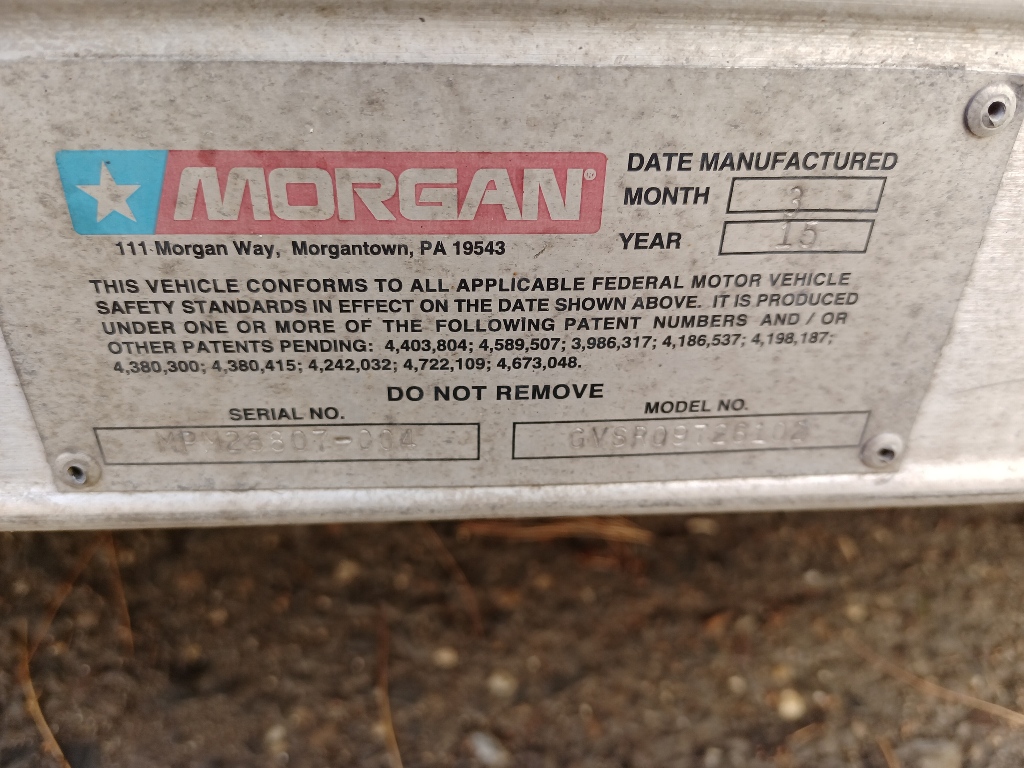 MORGAN®
111 Morgan Way, Morgantown, PA 19543
DATE MANUFACTURED
MONTH 3
YEAR 15
THIS VEHICLE CONFORMS TO ALL APPLICABLE FEDERAL MOTOR VEHICLE
SAFETY STANDARDS IN EFFECT ON THE DATE SHOWN ABOVE. IT IS PRODUCED
UNDER ONE OR MORE OF THE FOLLOWING PATENT NUMBERS AND / OR
OTHER PATENTS PENDING: 4,403,804; 4,589,507; 3,986,317; 4,186,537; 4,198,187;
4,380,300; 4,380,415; 4,242,032; 4,722,109; 4,673,048.
DO NOT REMOVE
SERIAL NO.
MODEL NO.